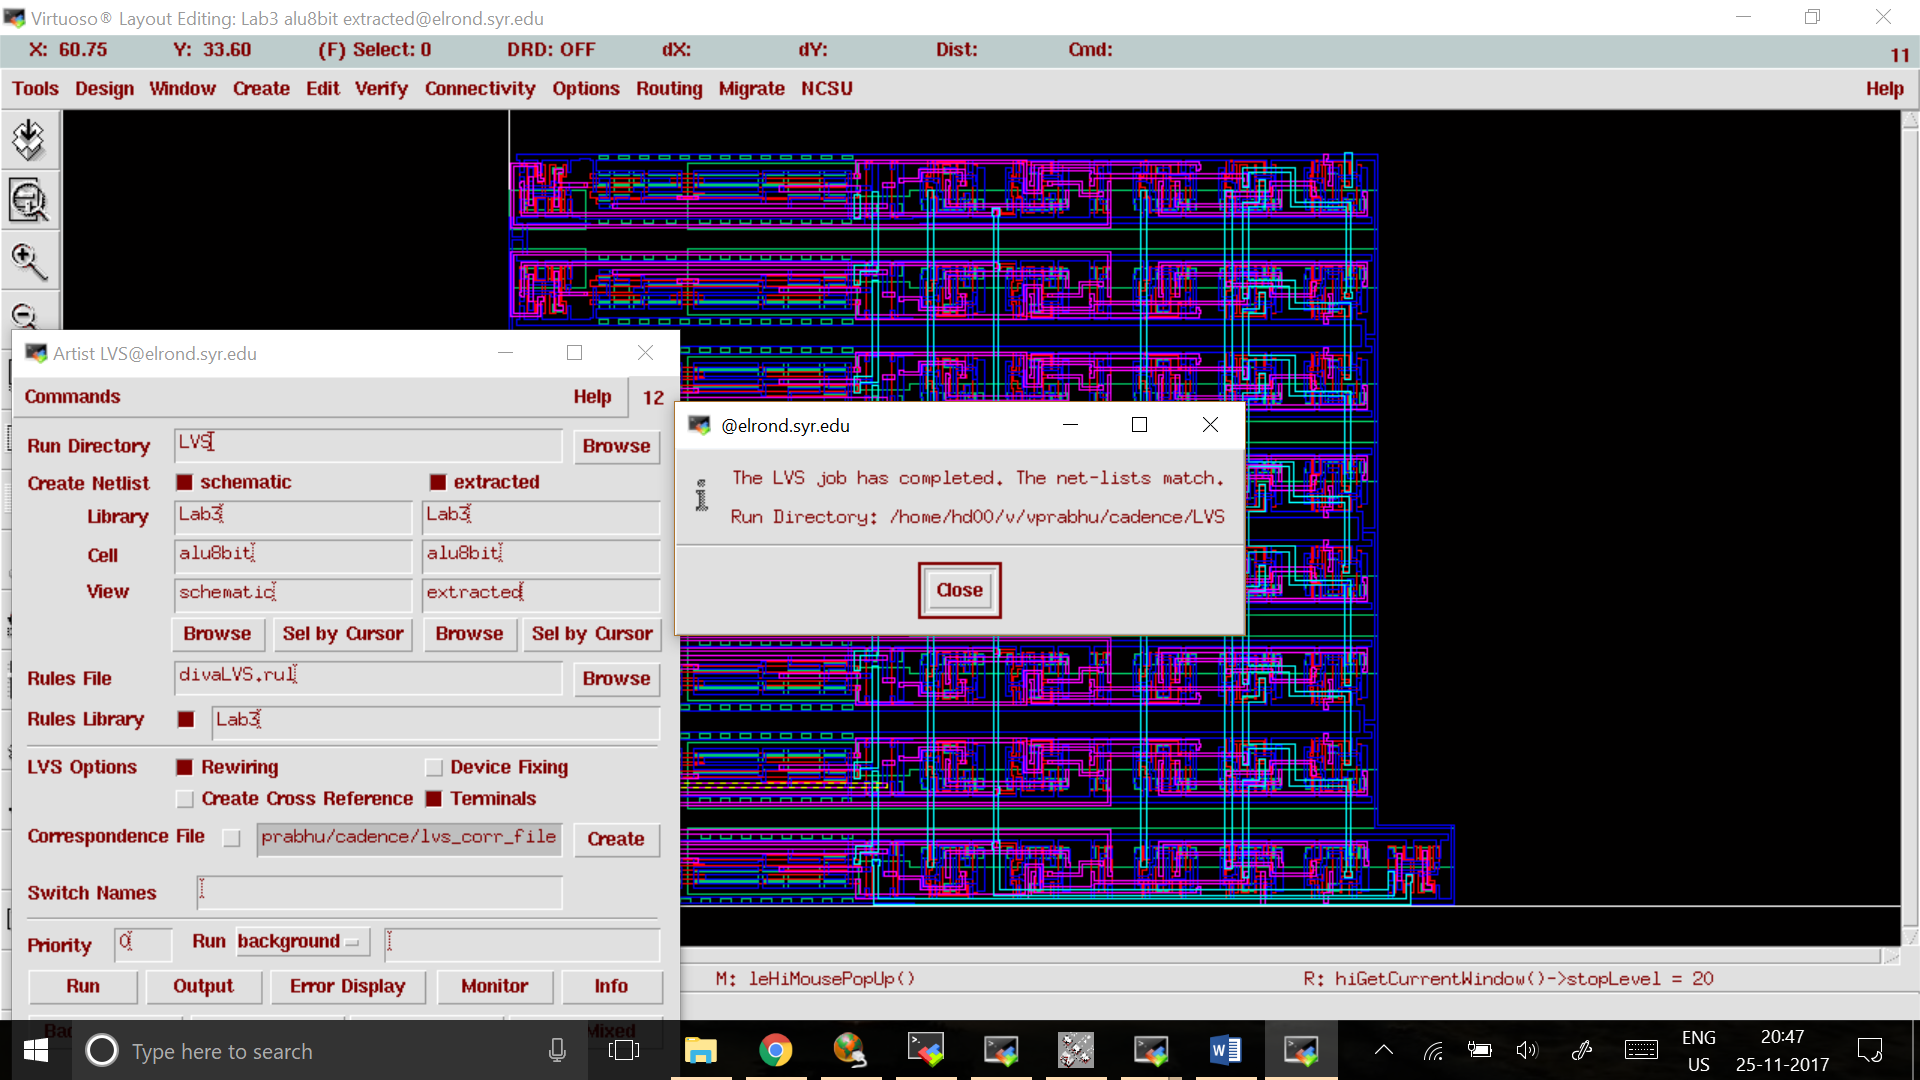 Virtuoso® Layout Editing: Lab3 alu8bit extracted@elrond.syr.edu
X: 60.75 Y: 33.60 (F) Select: 0 DRD: OFF dX: dY: Dist: Cmd: 11
Tools Design Window Create Edit Verify Connectivity Options Routing Migrate NCSU Help
Artist LVS@elrond.syr.edu
Commands Help 12
Run Directory LVS Browse
Create Netlist schematic extracted
Library Lab3 Lab3
Cell alu8bit alu8bit
View schematic extracted
Browse Sel by Cursor Browse Sel by Cursor
Rules File divaLVS.rul Browse
Rules Library Lab3
LVS Options Rewiring Device Fixing
Create Cross Reference Terminals
Correspondence File prabhu/cadence/lvs_corr_file Create
Switch Names
Priority 0 Run background
Run Output Error Display Monitor Info
Mixed
@elrond.syr.edu
The LVS job has completed. The net-lists match.
Run Directory: /home/hd00/v/vprabhu/cadence/LVS
Close
M: leHiMousePopUp() R: hiGetCurrentWindow()->stopLevel = 20
Type here to search
ENG
US
20:47
25-11-2017